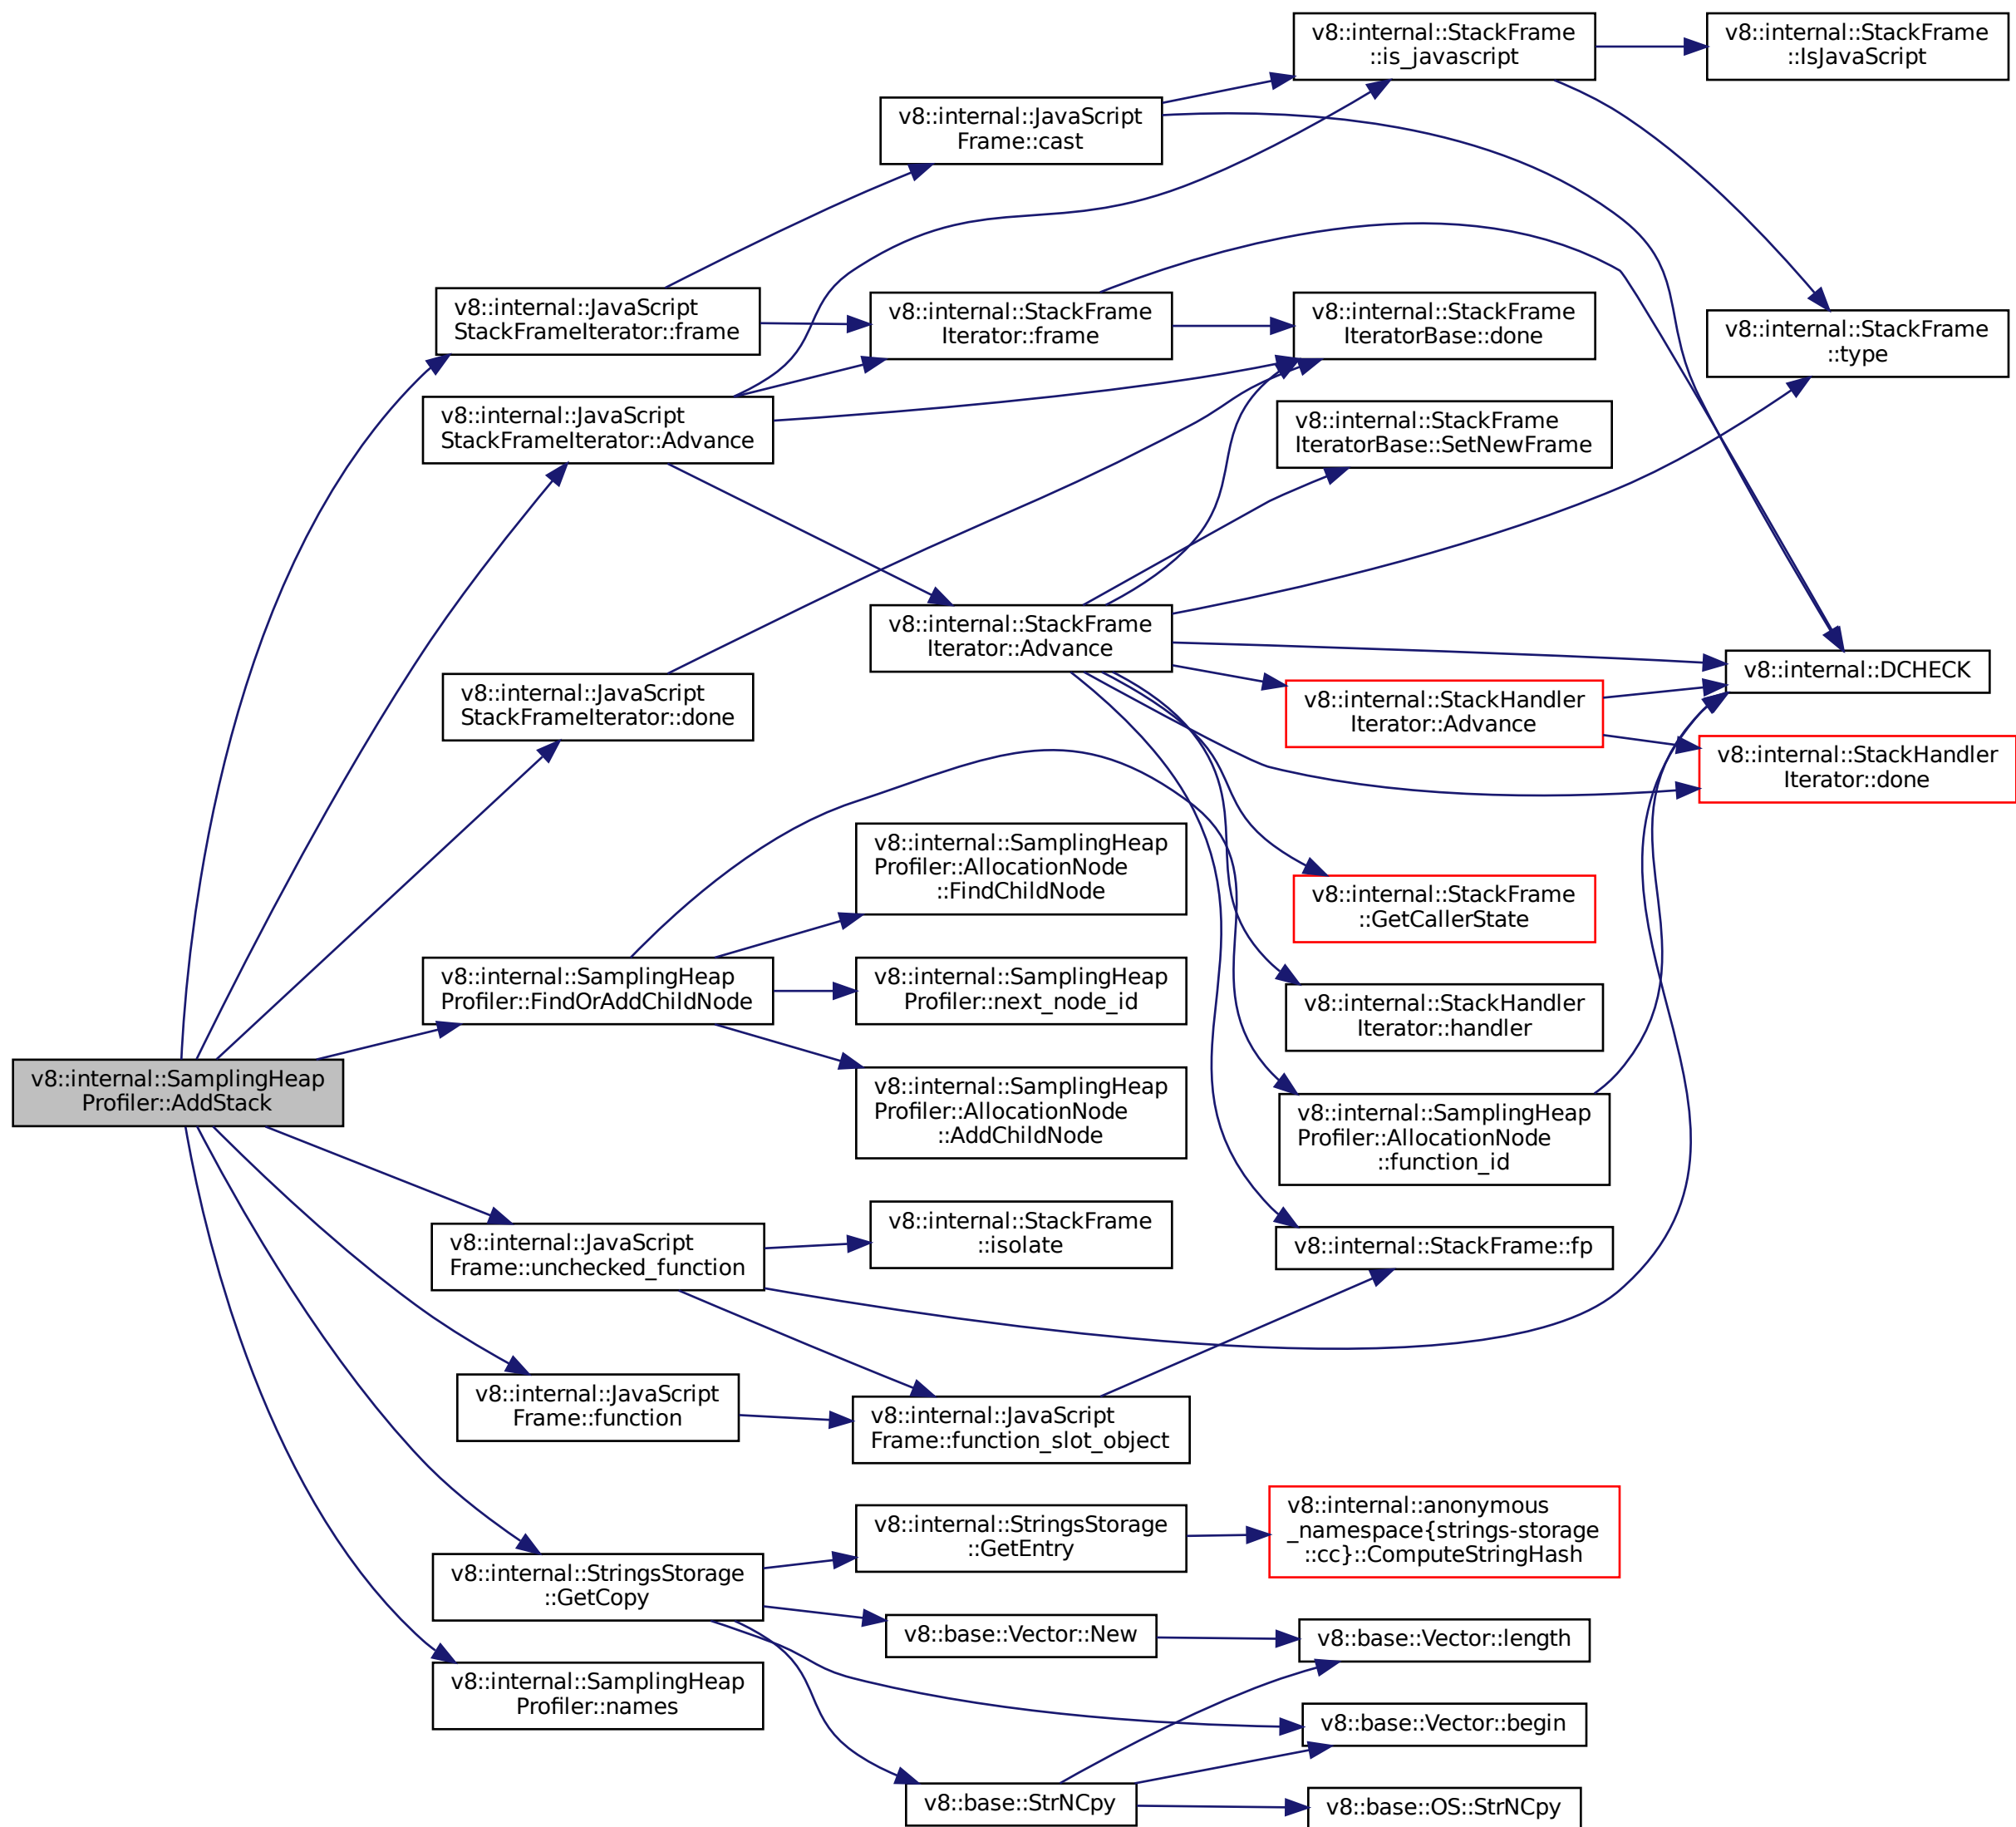 v8::internal::StackFrame
::is_javascript
v8::internal::StackFrame
::IsJavaScript
v8::internal::JavaScript
Frame::cast
v8::internal::JavaScript
StackFrameIterator::frame
v8::internal::StackFrame
Iterator::frame
v8::internal::StackFrame
IteratorBase::done
v8::internal::StackFrame
::type
v8::internal::JavaScript
StackFrameIterator::Advance
v8::internal::StackFrame
IteratorBase::SetNewFrame
v8::internal::StackFrame
Iterator::Advance
v8::internal::DCHECK
v8::internal::JavaScript
StackFrameIterator::done
v8::internal::StackHandler
Iterator::Advance
v8::internal::StackHandler
Iterator::done
v8::internal::SamplingHeap
Profiler::AllocationNode
::FindChildNode
v8::internal::StackFrame
::GetCallerState
v8::internal::SamplingHeap
Profiler::FindOrAddChildNode
v8::internal::SamplingHeap
Profiler::next_node_id
v8::internal::StackHandler
Iterator::handler
v8::internal::SamplingHeap
Profiler::AddStack
v8::internal::SamplingHeap
Profiler::AllocationNode
::AddChildNode
v8::internal::SamplingHeap
Profiler::AllocationNode
::function_id
v8::internal::JavaScript
Frame::unchecked_function
v8::internal::StackFrame
::isolate
v8::internal::StackFrame::fp
v8::internal::JavaScript
Frame::function
v8::internal::JavaScript
Frame::function_slot_object
v8::internal::StringsStorage
::GetEntry
v8::internal::anonymous
_namespace{strings-storage
::cc}::ComputeStringHash
v8::internal::StringsStorage
::GetCopy
v8::base::Vector::New
v8::base::Vector::length
v8::internal::SamplingHeap
Profiler::names
v8::base::Vector::begin
v8::base::StrNCpy
v8::base::OS::StrNCpy